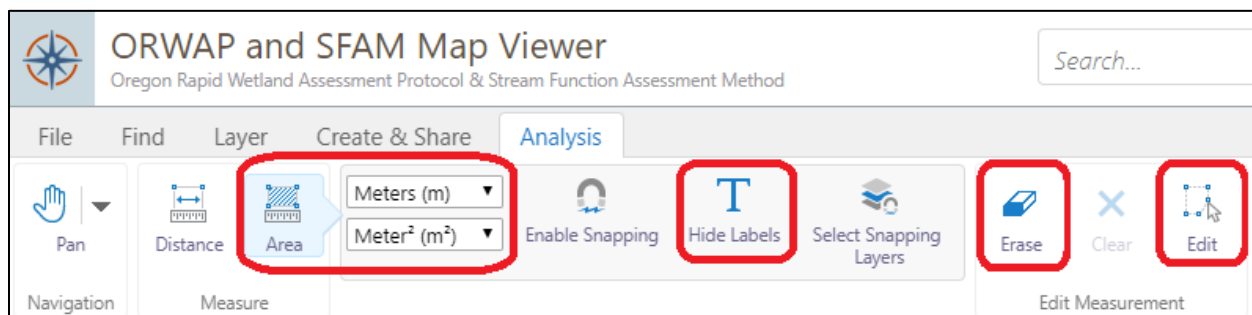 ORWAP and SFAM Map Viewer
Oregon Rapid Wetland Assessment Protocol & Stream Function Assessment Method
Search...
File Find Layer Create & Share Analysis
Meters (m)
Meter² (m²)
Pan Distance Area Enable Snapping T Hide Labels Select Snapping Layers Erase Clear Edit
Navigation Measure Edit Measurement